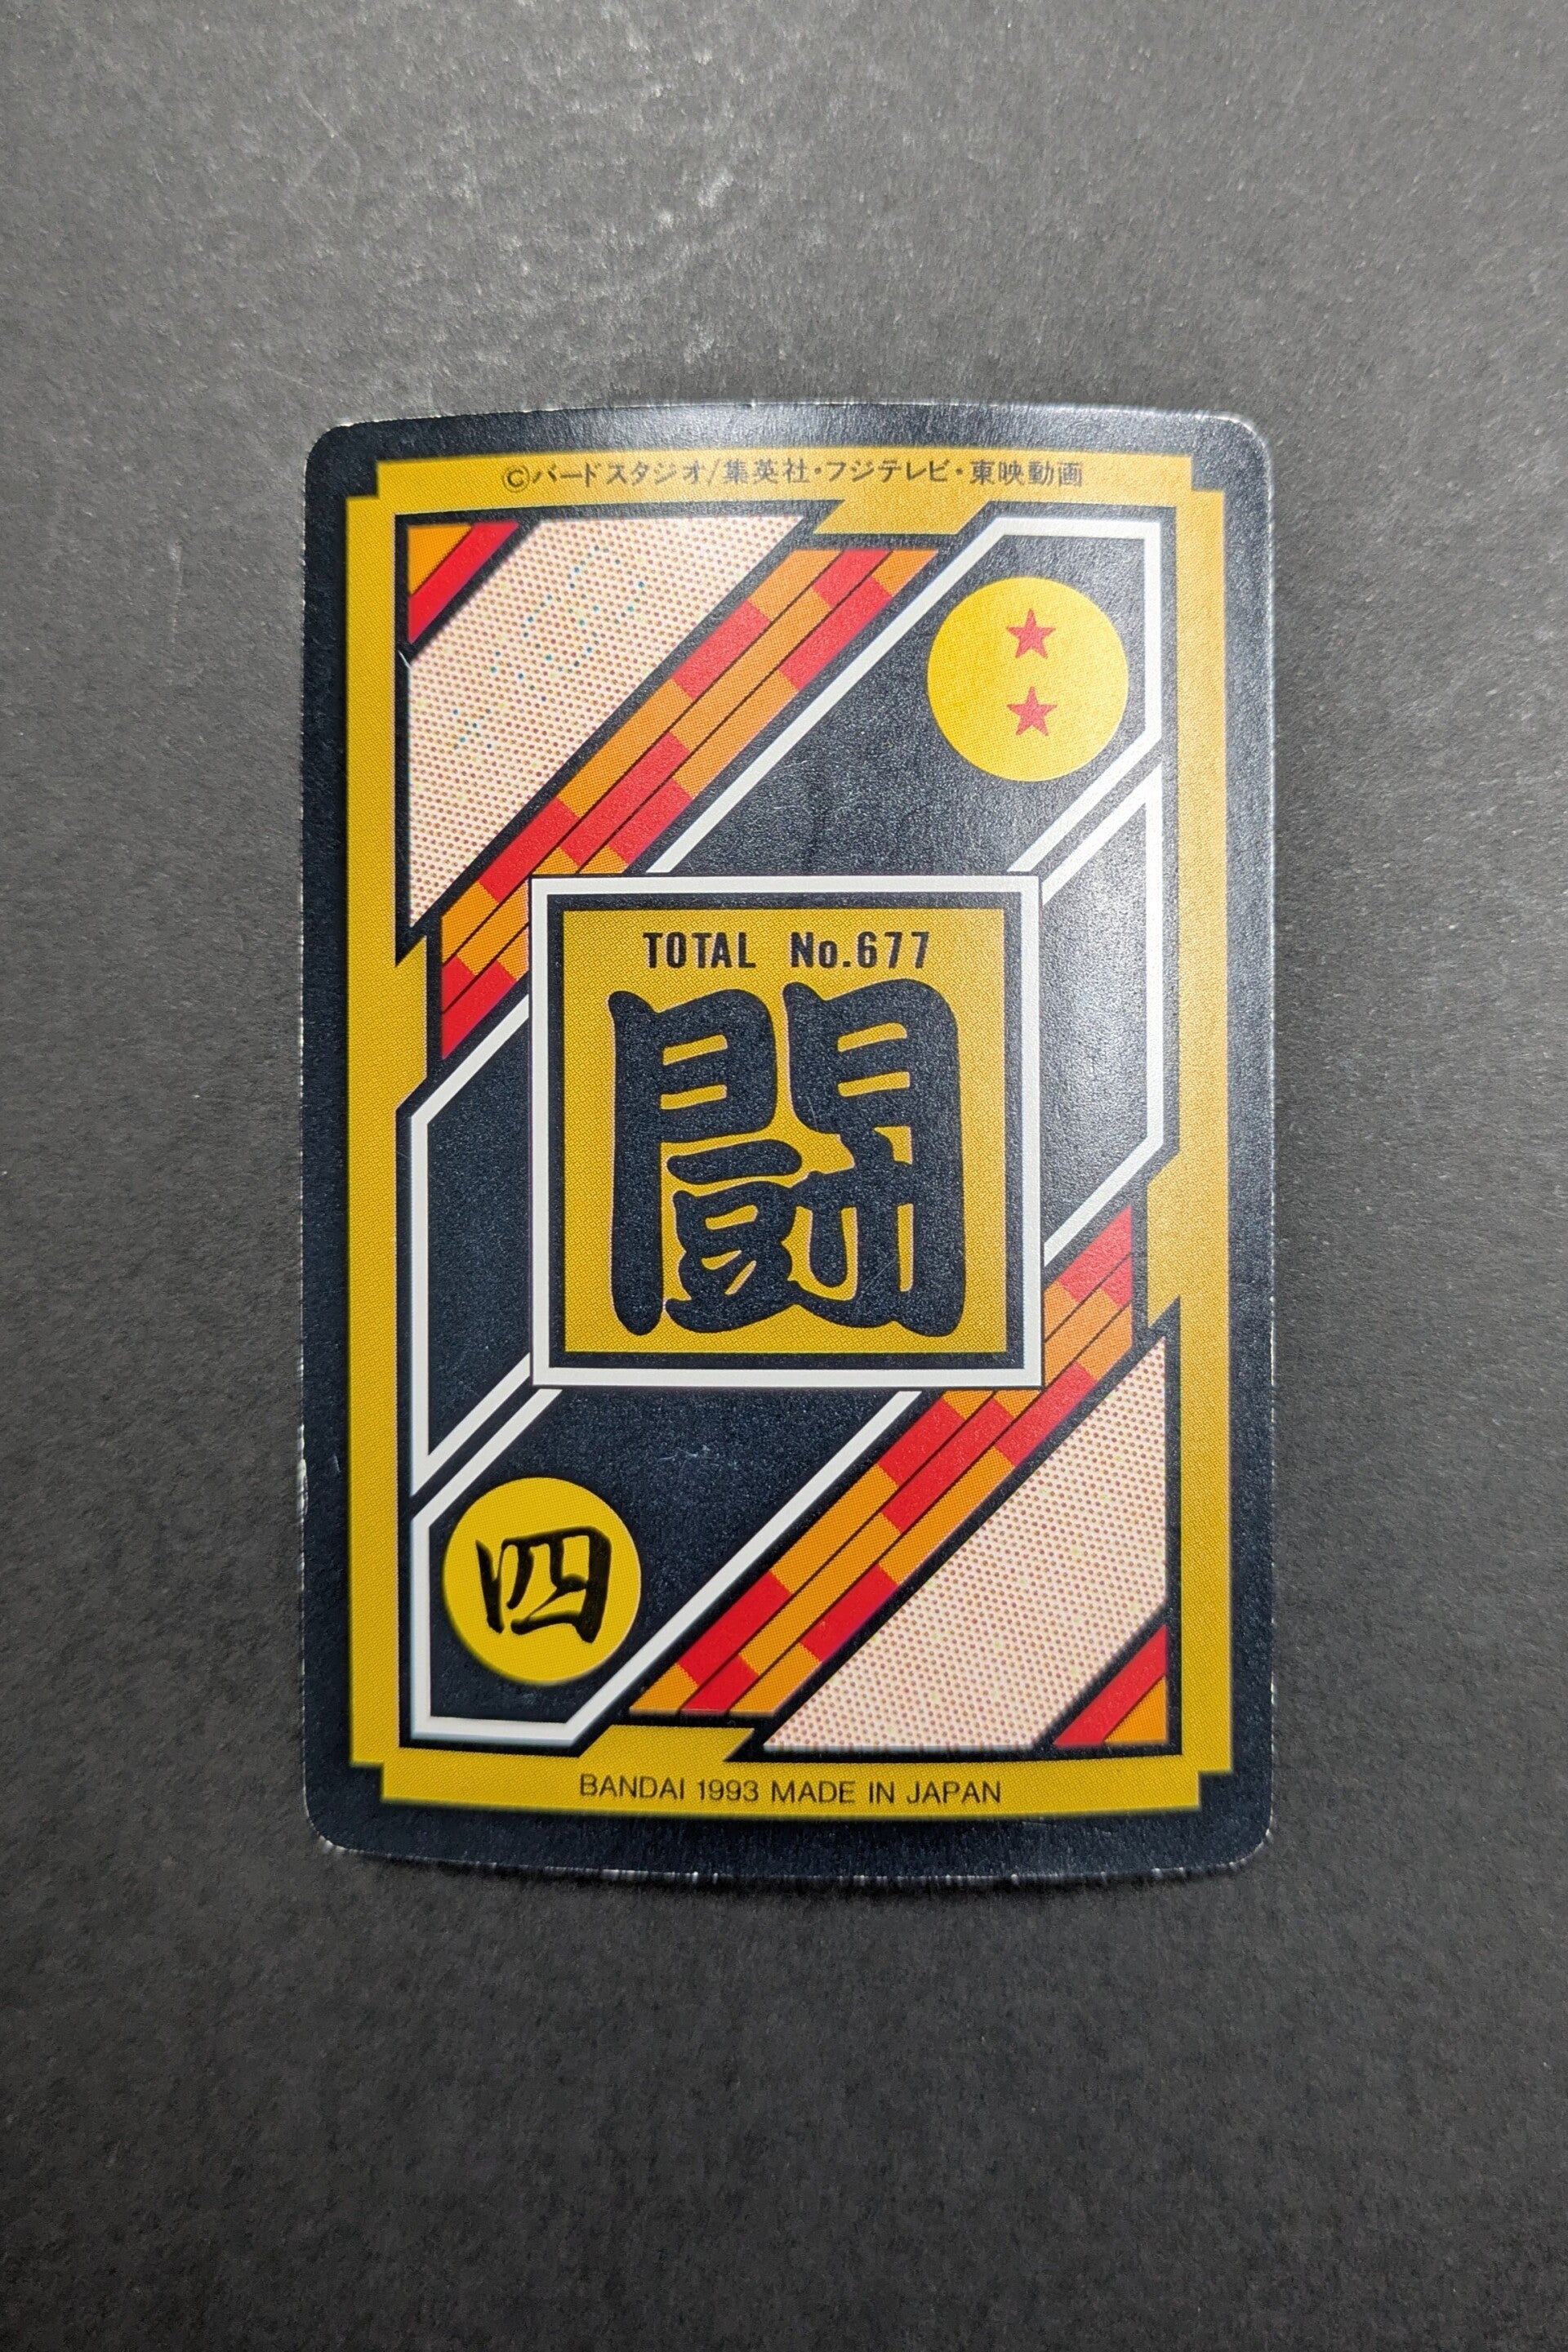 ©バードスタジオ/集英社・フジテレビ・東映動画
TOTAL No.677
闘
四
BANDAI 1993 MADE IN JAPAN